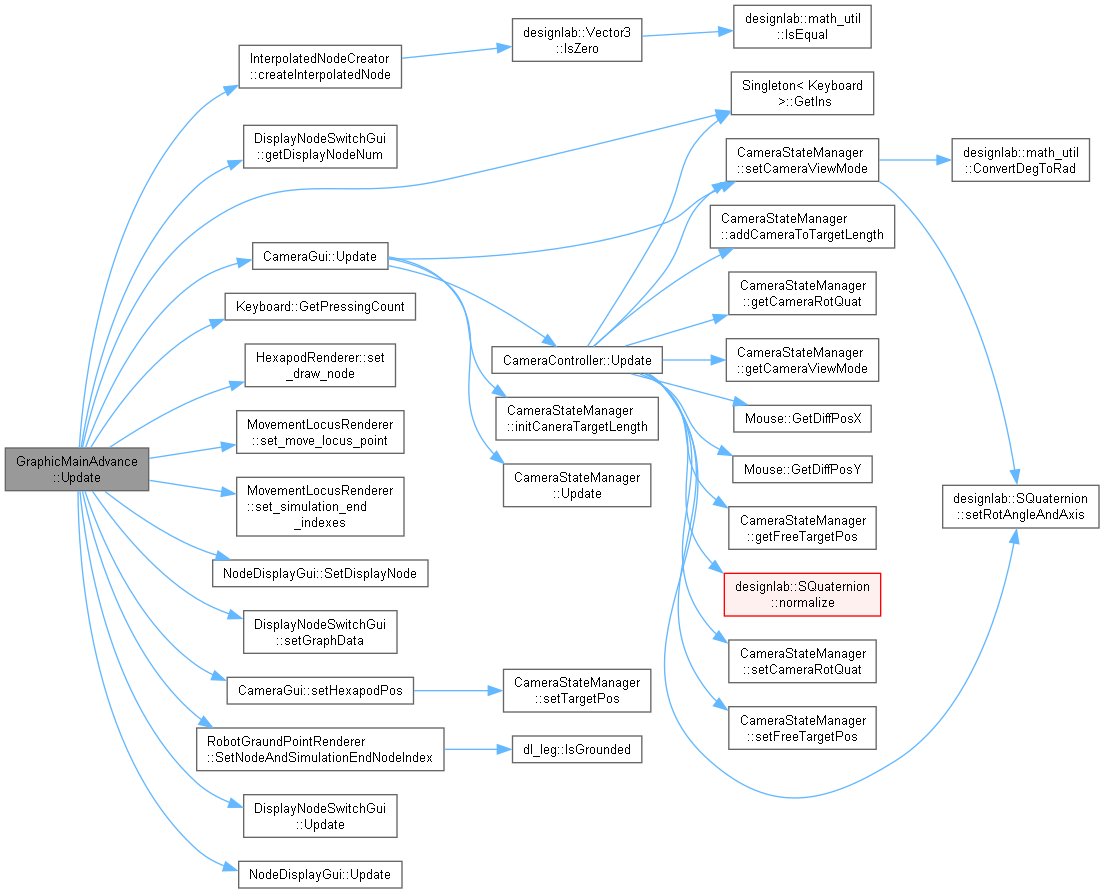 GraphicMainAdvance
::Update
InterpolatedNodeCreator
::createInterpolatedNode
designlab::Vector3
::IsZero
designlab::math_util
::IsEqual
DisplayNodeSwitchGui
::getDisplayNodeNum
Singleton< Keyboard
>::GetIns
CameraGui::Update
CameraStateManager
::setCameraViewMode
designlab::math_util
::ConvertDegToRad
designlab::SQuaternion
::setRotAngleAndAxis
CameraController::Update
CameraStateManager
::addCameraToTargetLength
CameraStateManager
::getCameraRotQuat
CameraStateManager
::getCameraViewMode
Mouse::GetDiffPosX
Mouse::GetDiffPosY
CameraStateManager
::getFreeTargetPos
designlab::SQuaternion
::normalize
CameraStateManager
::setCameraRotQuat
CameraStateManager
::setFreeTargetPos
CameraStateManager
::initCaneraTargetLength
CameraStateManager
::Update
Keyboard::GetPressingCount
HexapodRenderer::set
_draw_node
MovementLocusRenderer
::set_move_locus_point
MovementLocusRenderer
::set_simulation_end
_indexes
NodeDisplayGui::SetDisplayNode
DisplayNodeSwitchGui
::setGraphData
CameraGui::setHexapodPos
CameraStateManager
::setTargetPos
RobotGraundPointRenderer
::SetNodeAndSimulationEndNodeIndex
dl_leg::IsGrounded
DisplayNodeSwitchGui
::Update
NodeDisplayGui::Update